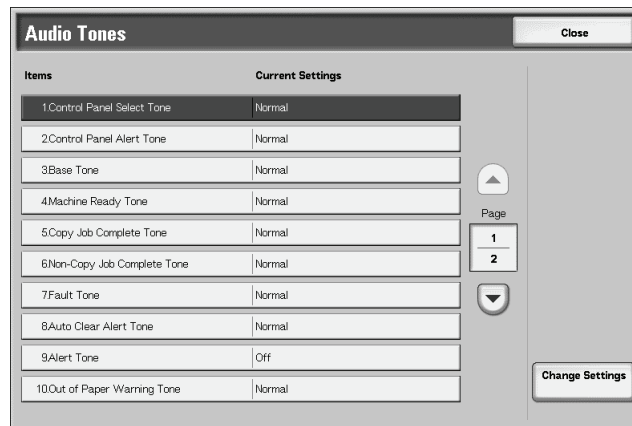 Audio Tones
Close
Items Current Settings
1.Control Panel Select Tone Normal
2.Control Panel Alert Tone Normal
3.Base Tone Normal
4.Machine Ready Tone Normal
5.Copy Job Complete Tone Normal
6.Non-Copy Job Complete Tone Normal
7.Fault Tone Normal
8.Auto Clear Alert Tone Normal
9.Alert Tone Off
10.Out of Paper Warning Tone Normal
Page
1
2
Change Settings